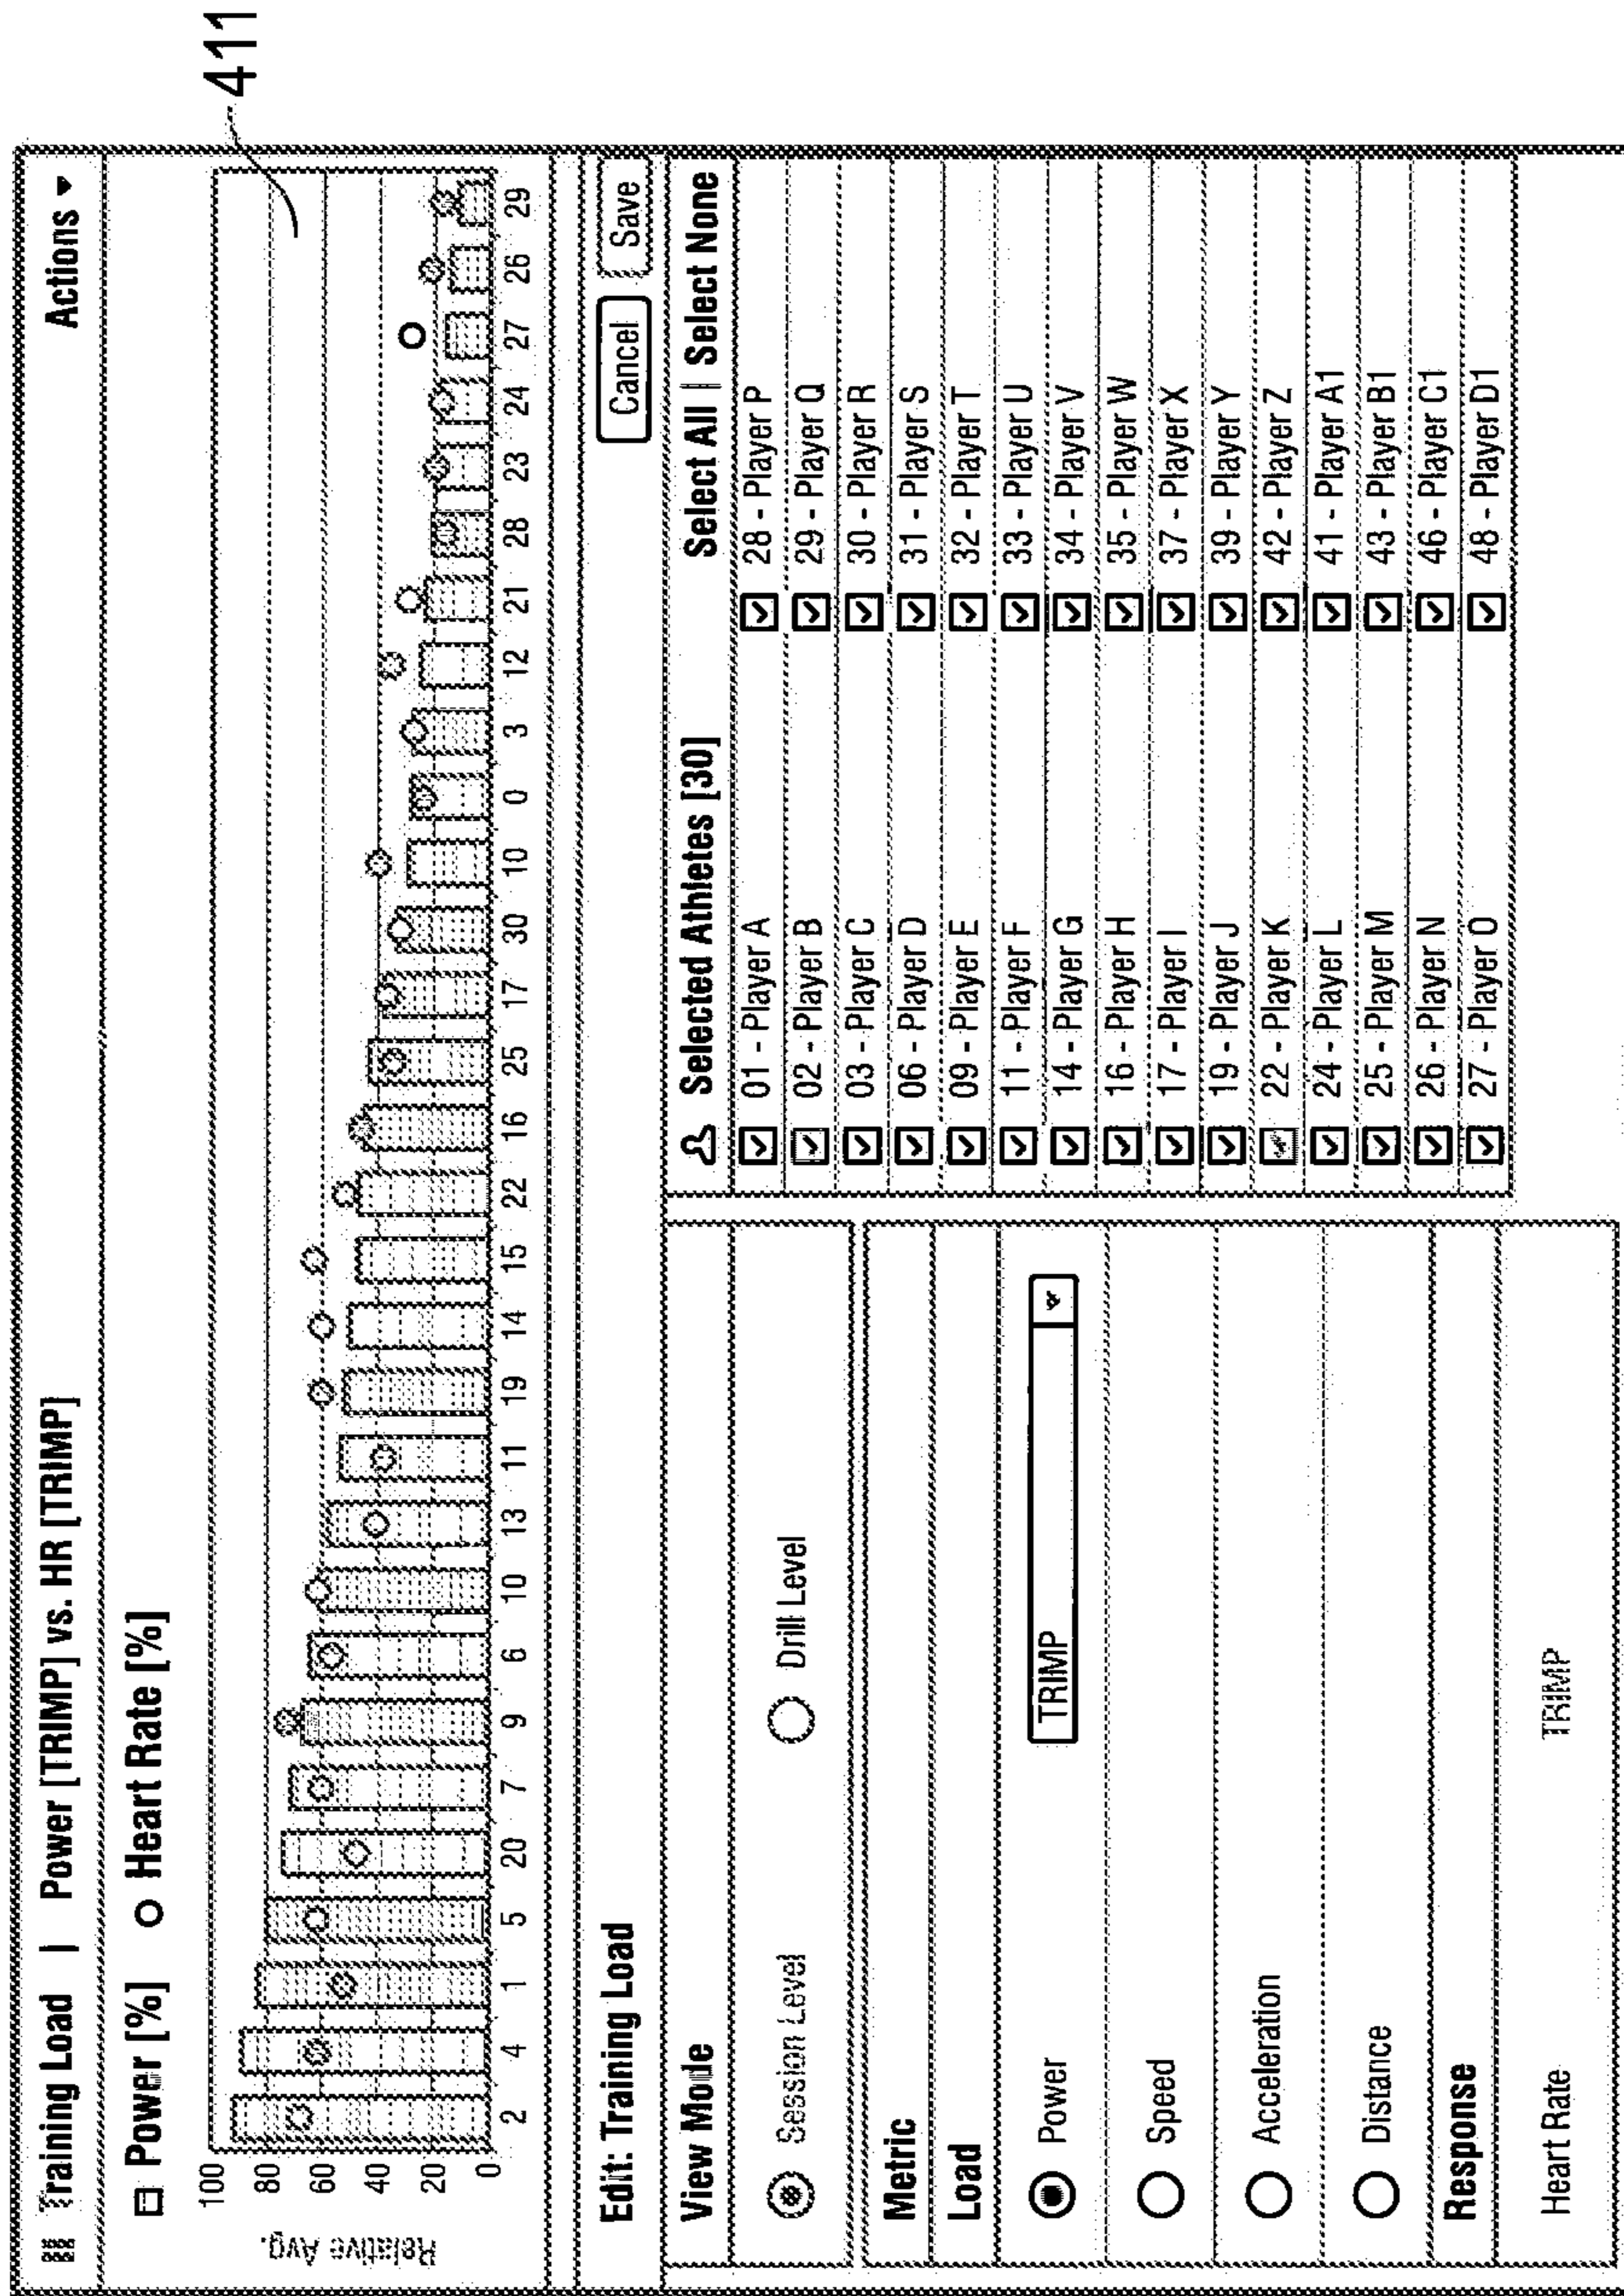 Training Load | Power [TRIMP] vs. HR [TRIMP] Actions
Power [%] Heart Rate [%]
411
Relative Avg.
100
80
60
40
20
0
2 4 1 5 20 7 9 6 10 13 11 19 14 15 22 16 25 17 30 10 0 3 12 21 28 23 24 27 26 29
Edit: Training Load
Cancel Save
View Mode
Session Level Drill Level
Metric
Load
Power TRIMP
Speed
Acceleration
Distance
Response
Heart Rate TRIMP
Selected Athletes [30] Select All | Select None
01 - Player A 28 - Player P
02 - Player B 29 - Player Q
03 - Player C 30 - Player R
06 - Player D 31 - Player S
09 - Player E 32 - Player T
11 - Player F 33 - Player U
14 - Player G 34 - Player V
16 - Player H 35 - Player W
17 - Player I 37 - Player X
19 - Player J 39 - Player Y
22 - Player K 42 - Player Z
24 - Player L 41 - Player A1
25 - Player M 43 - Player B1
26 - Player N 46 - Player C1
27 - Player O 48 - Player D1